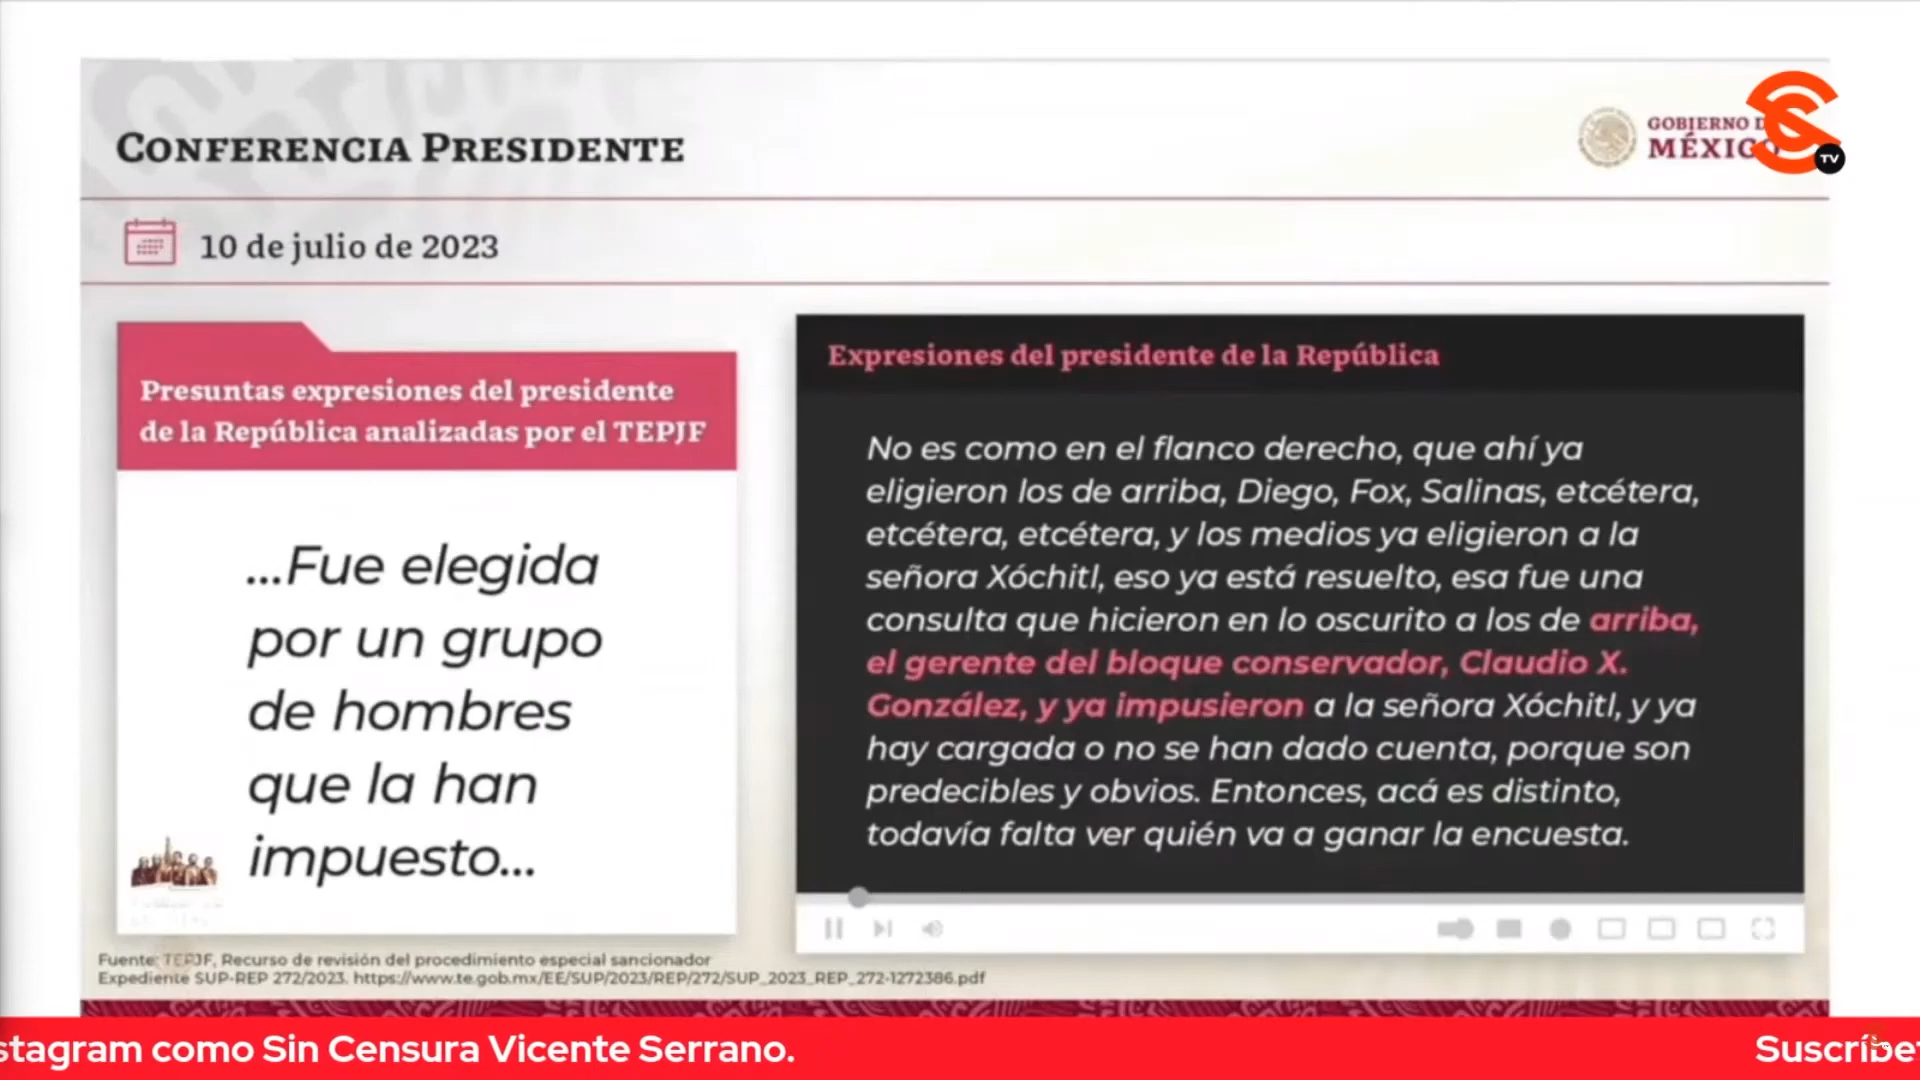 CONFERENCIA PRESIDENTE
GOBIERNO D
MÉXICO
TV
10 de julio de 2023
Presuntas expresiones del presidente
de la República analizadas por el TEPJF
...Fue elegida
por un grupo
de hombres
que la han
impuesto...
Expresiones del presidente de la República
No es como en el flanco derecho, que ahí ya
eligieron los de arriba, Diego, Fox, Salinas, etcétera,
etcétera, etcétera, y los medios ya eligieron a la
señora Xóchitl, eso ya está resuelto, esa fue una
consulta que hicieron en lo oscurito a los de arriba,
el gerente del bloque conservador, Claudio X.
González, y ya impusieron a la señora Xóchitl, y ya
hay cargada o no se han dado cuenta, porque son
predecibles y obvios. Entonces, acá es distinto,
todavía falta ver quién va a ganar la encuesta.
Fuente: TEPJF, Recurso de revisión del procedimiento especial sancionador
Expediente SUP-REP 272/2023. https://www.te.gob.mx/EE/SUP/2023/REP/272/SUP_2023_REP_272-1272386.pdf
stagram como Sin Censura Vicente Serrano.
Suscríbet